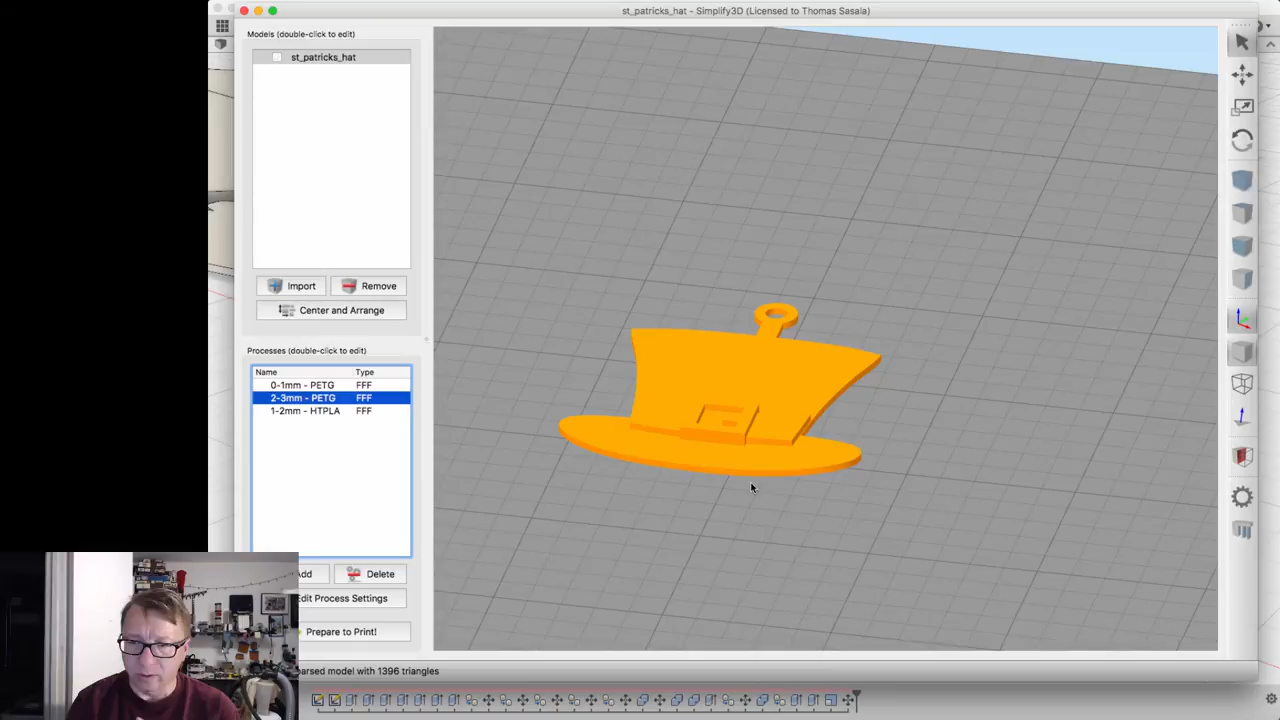 st_patricks_hat - Simplify3D (Licensed to Thomas Sasala)
Models (double-click to edit)
st_patricks_hat
Import
Remove
Center and Arrange
Processes (double-click to edit)
Name Type
0-1mm - PETG FFF
2-3mm - PETG FFF
1-2mm - HTPLA FFF
Add
Delete
Edit Process Settings
Prepare to Print!
arsed model with 1396 triangles